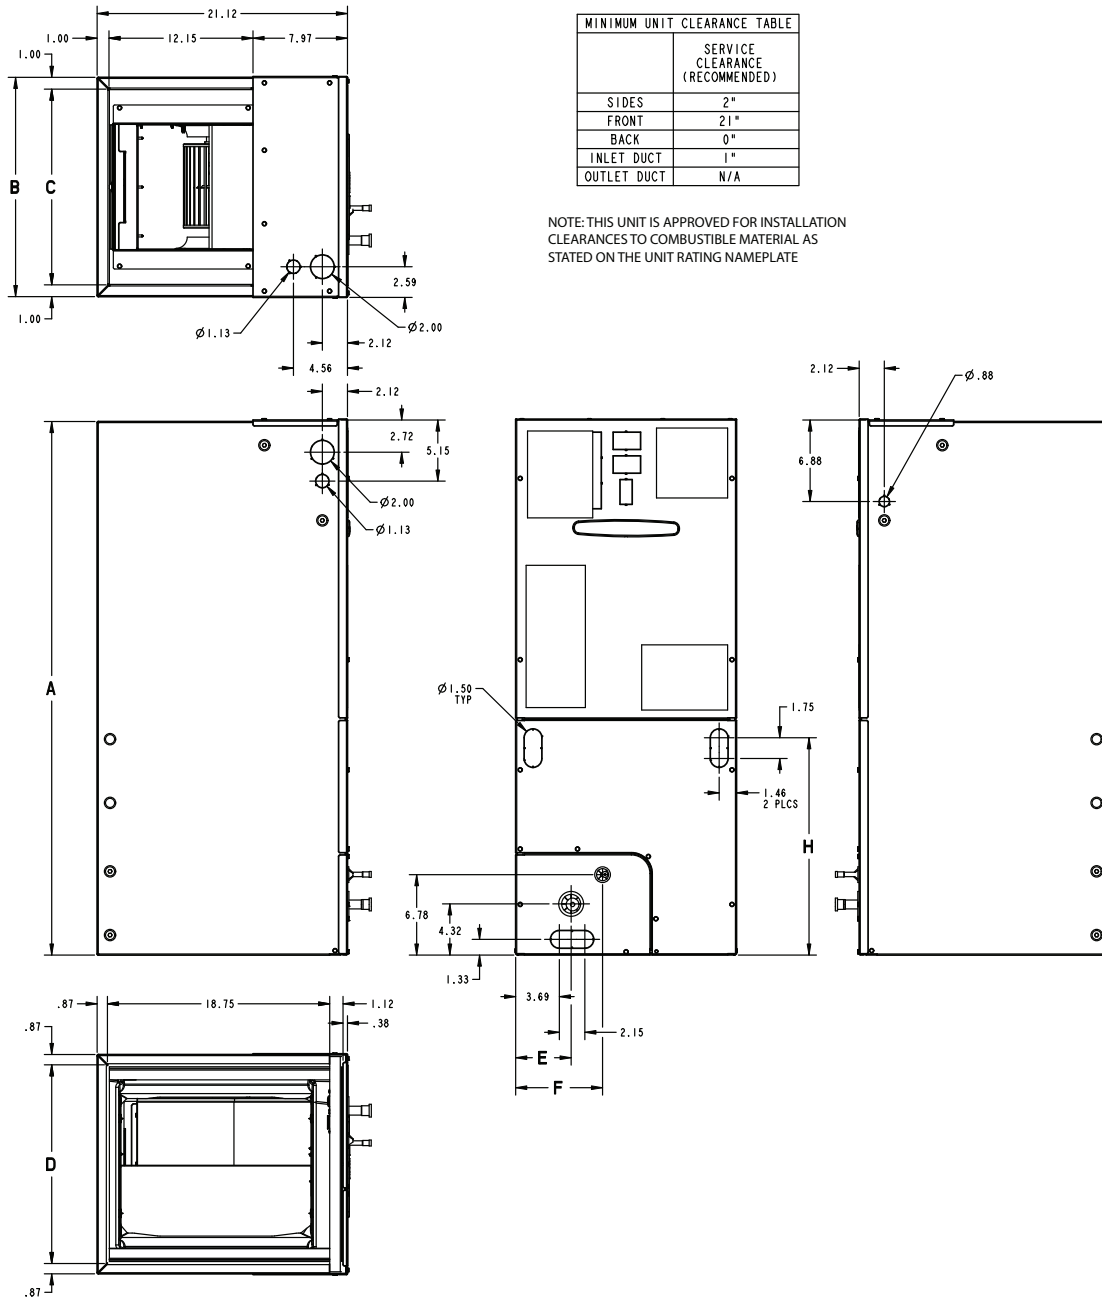 21.12
1.00
12.15
7.97
1.00
B
C
1.00
Ø1.13
Ø2.00
2.59
2.12
4.56
MINIMUM UNIT CLEARANCE TABLE
SERVICE
CLEARANCE
(RECOMMENDED)
SIDES 2"
FRONT 21"
BACK 0"
INLET DUCT 1"
OUTLET DUCT N/A
NOTE: THIS UNIT IS APPROVED FOR INSTALLATION
CLEARANCES TO COMBUSTIBLE MATERIAL AS
STATED ON THE UNIT RATING NAMEPLATE
2.12
2.72
5.15
Ø2.00
Ø1.13
A
Ø1.50
TYP
1.75
1.46
2 PLCS
H
6.78
4.32
1.33
3.69
2.15
E
F
2.12
Ø.88
6.88
.87
18.75
1.12
.38
.87
D
.87